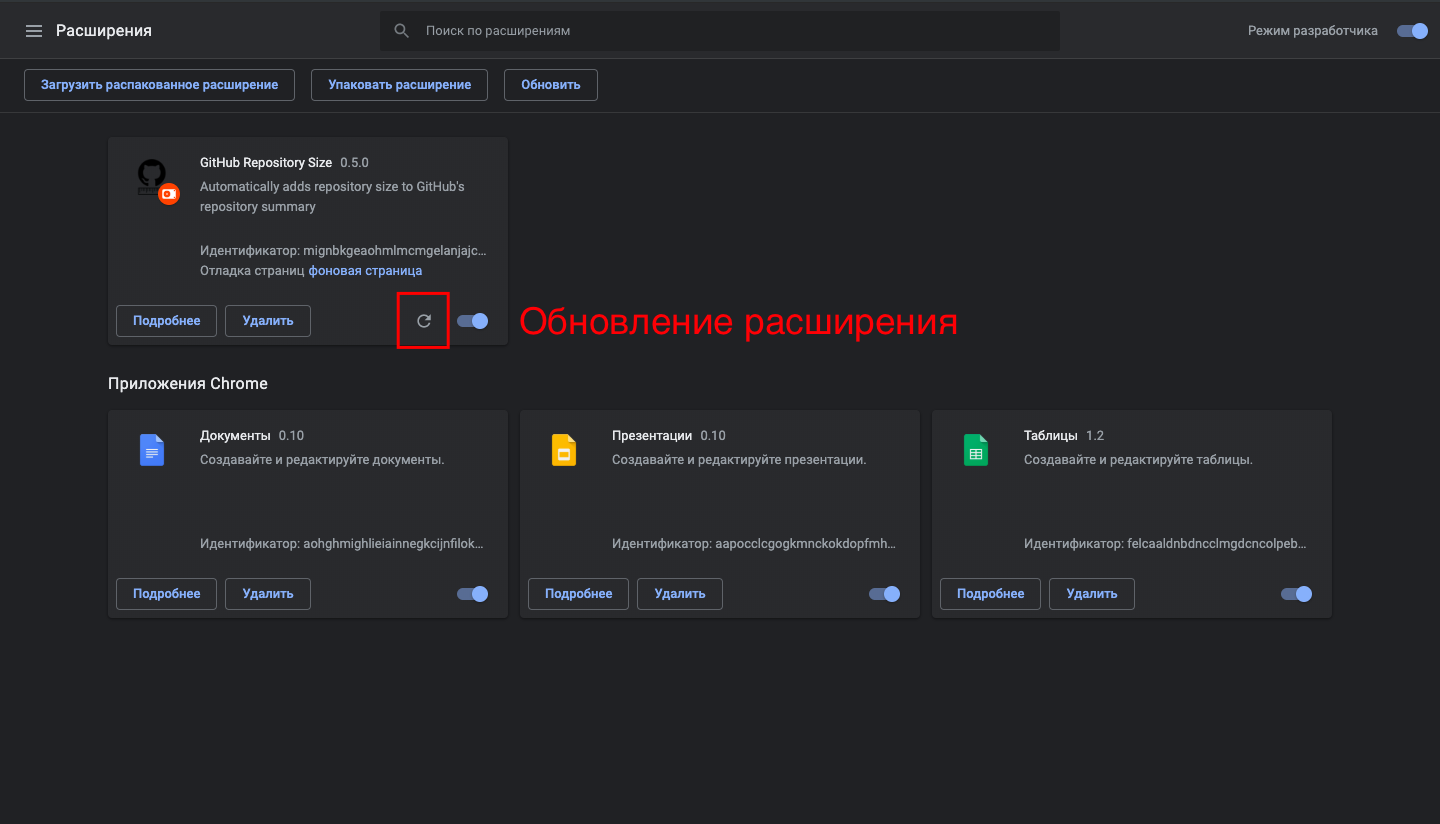 Расширения
Поиск по расширениям
Режим разработчика
Загрузить распакованное расширение
Упаковать расширение
Обновить
GitHub Repository Size 0.5.0
Automatically adds repository size to GitHub's
repository summary
Идентификатор: mignbkgeaohmlmcmgelanjajc...
Отладка страниц фоновая страница
Подробнее
Удалить
Обновление расширения
Приложения Chrome
Документы 0.10
Создавайте и редактируйте документы.
Идентификатор: aohghmighlieiainnegkcijnfilok...
Подробнее
Удалить
Презентации 0.10
Создавайте и редактируйте презентации.
Идентификатор: aapocclcgogkmnckokdopfmh...
Подробнее
Удалить
Таблицы 1.2
Создавайте и редактируйте таблицы.
Идентификатор: felcaaldnbdncclmgdcncolpeb...
Подробнее
Удалить